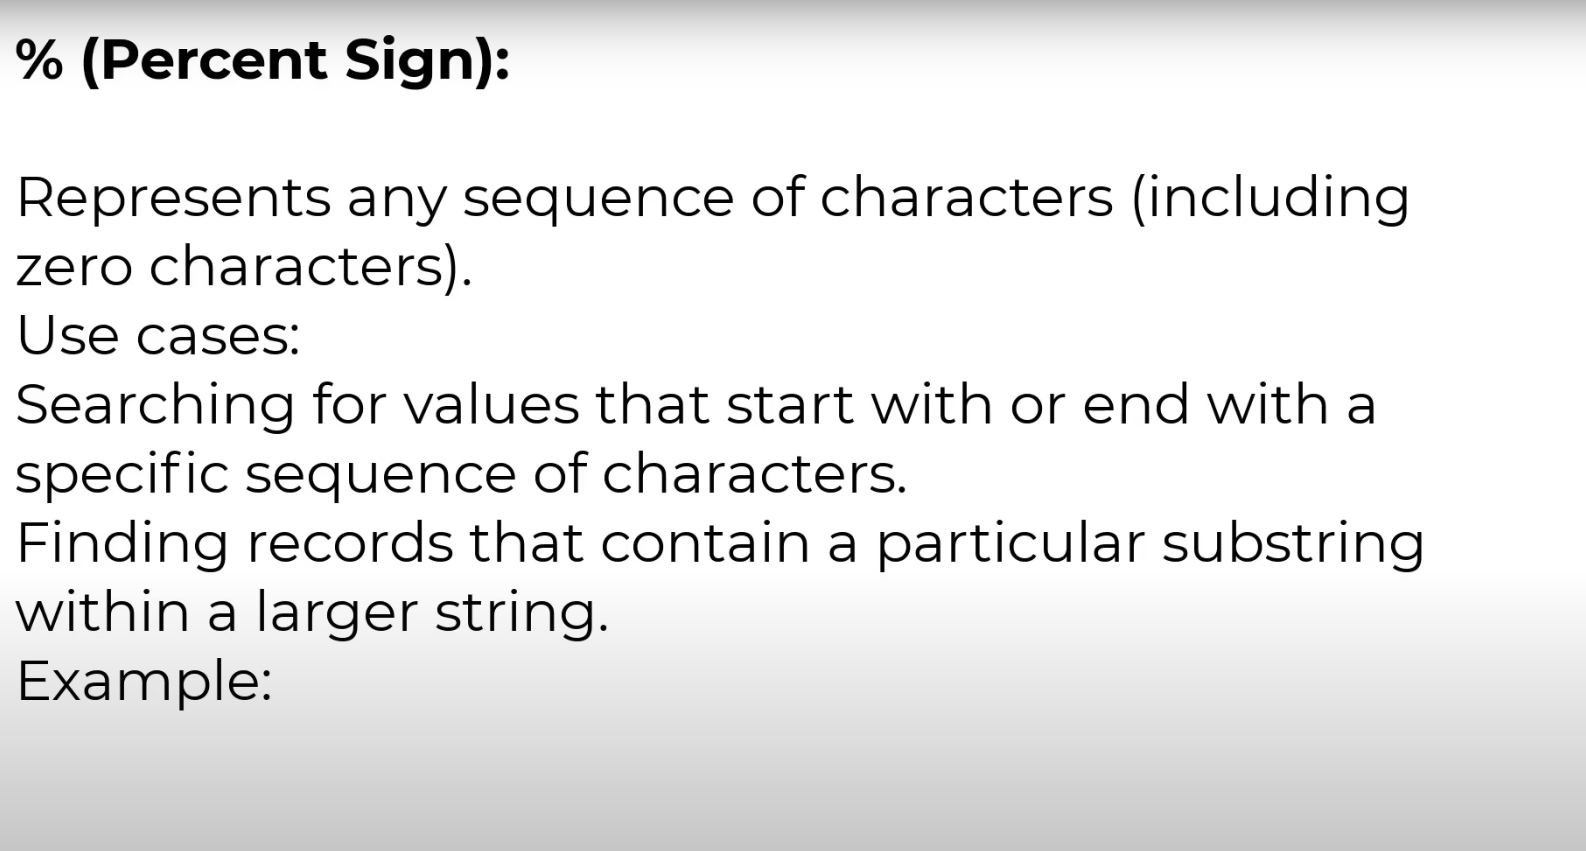 % (Percent Sign):
Represents any sequence of characters (including
zero characters).
Use cases:
Searching for values that start with or end with a
specific sequence of characters.
Finding records that contain a particular substring
within a larger string.
Example: